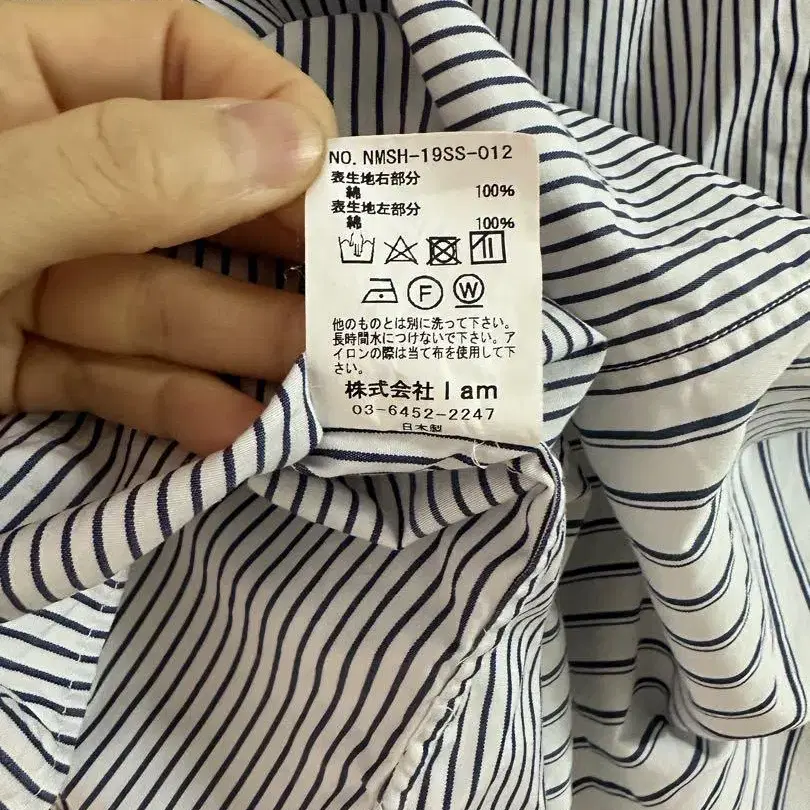 NO. NMSH-19SS-012
表生地右部分
綿 100%
表生地左部分
綿 100%
F W
他のものとは別に洗って下さい。
長時間水につけないで下さい。ア
イロンの際は当て布を使用して下
さい。
株式会社 I am
03-6452-2247
日本製